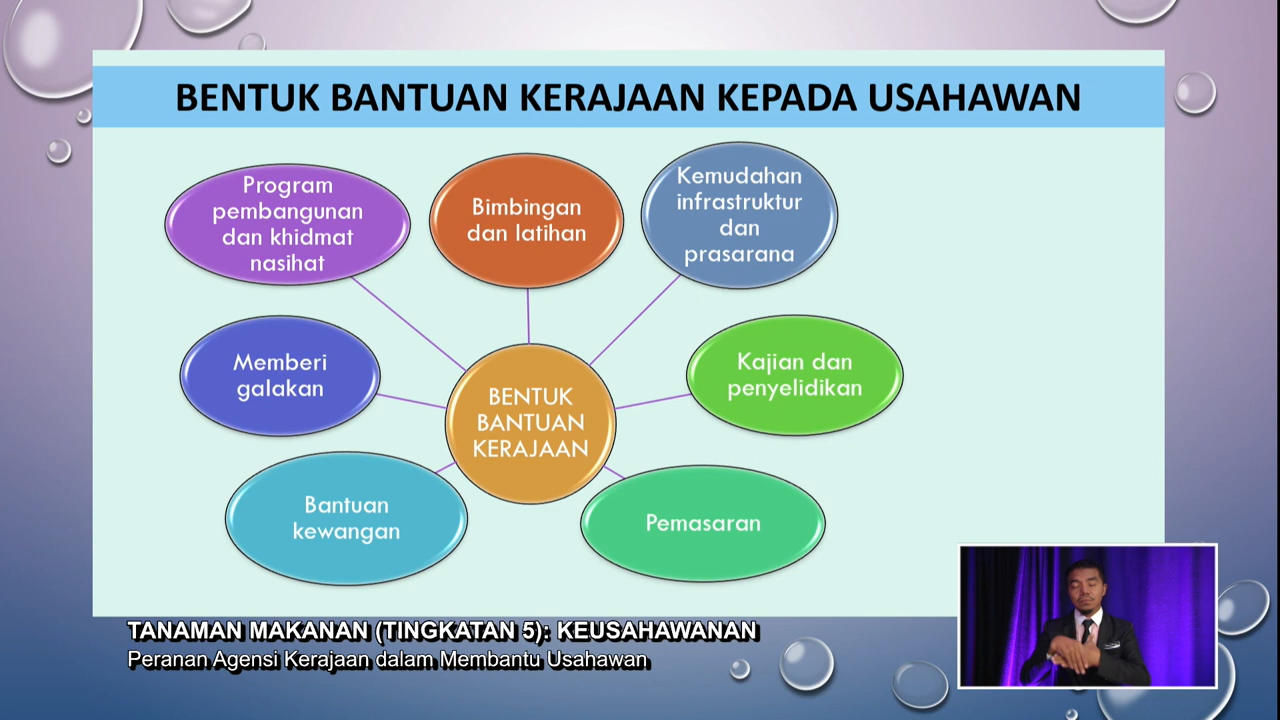 BENTUK BANTUAN KERAJAAN KEPADA USAHAWAN
Program
pembangunan
dan khidmat
nasihat
Bimbingan
dan latihan
Kemudahan
infrastruktur
dan
prasarana
Memberi
galakan
Kajian dan
penyelidikan
BENTUK
BANTUAN
KERAJAAN
Bantuan
kewangan
Pemasaran
TANAMAN MAKANAN (TINGKATAN 5): KEUSAHAWANAN
Peranan Agensi Kerajaan dalam Membantu Usahawan